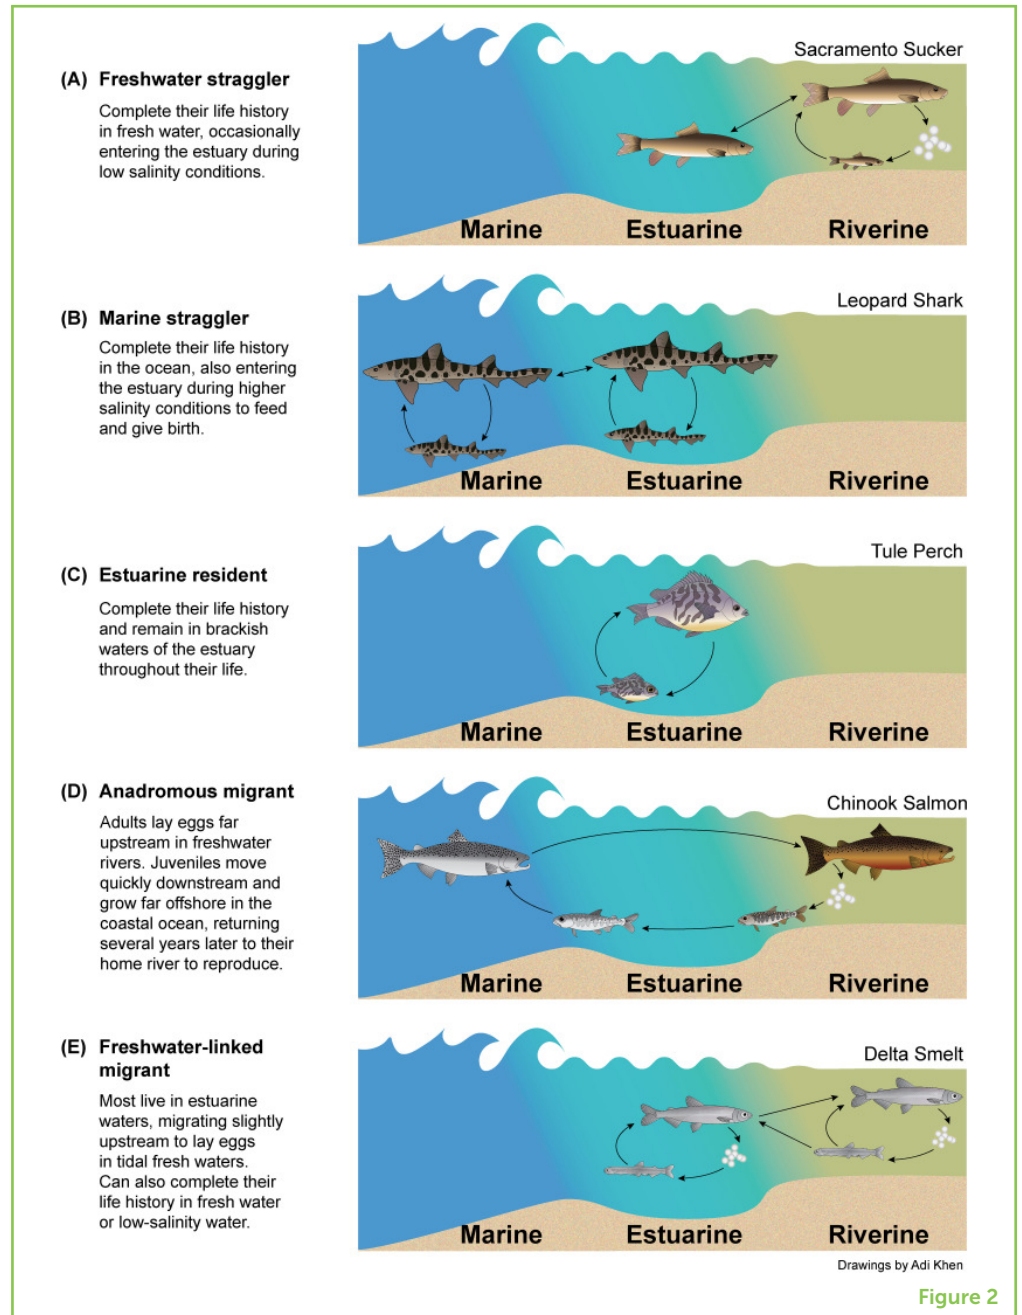 Sacramento Sucker
(A) Freshwater straggler
Complete their life history
in fresh water, occasionally
entering the estuary during
low salinity conditions.
Marine Estuarine Riverine
Leopard Shark
(B) Marine straggler
Complete their life history
in the ocean, also entering
the estuary during higher
salinity conditions to feed
and give birth.
Marine Estuarine Riverine
Tule Perch
(C) Estuarine resident
Complete their life history
and remain in brackish
waters of the estuary
throughout their life.
Marine Estuarine Riverine
Chinook Salmon
(D) Anadromous migrant
Adults lay eggs far
upstream in freshwater
rivers. Juveniles move
quickly downstream and
grow far offshore in the
coastal ocean, returning
several years later to their
home river to reproduce.
Marine Estuarine Riverine
Delta Smelt
(E) Freshwater-linked
migrant
Most live in estuarine
waters, migrating slightly
upstream to lay eggs
in tidal fresh waters.
Can also complete their
life history in fresh water
or low-salinity water.
Marine Estuarine Riverine
Drawings by Adi Khen
Figure 2